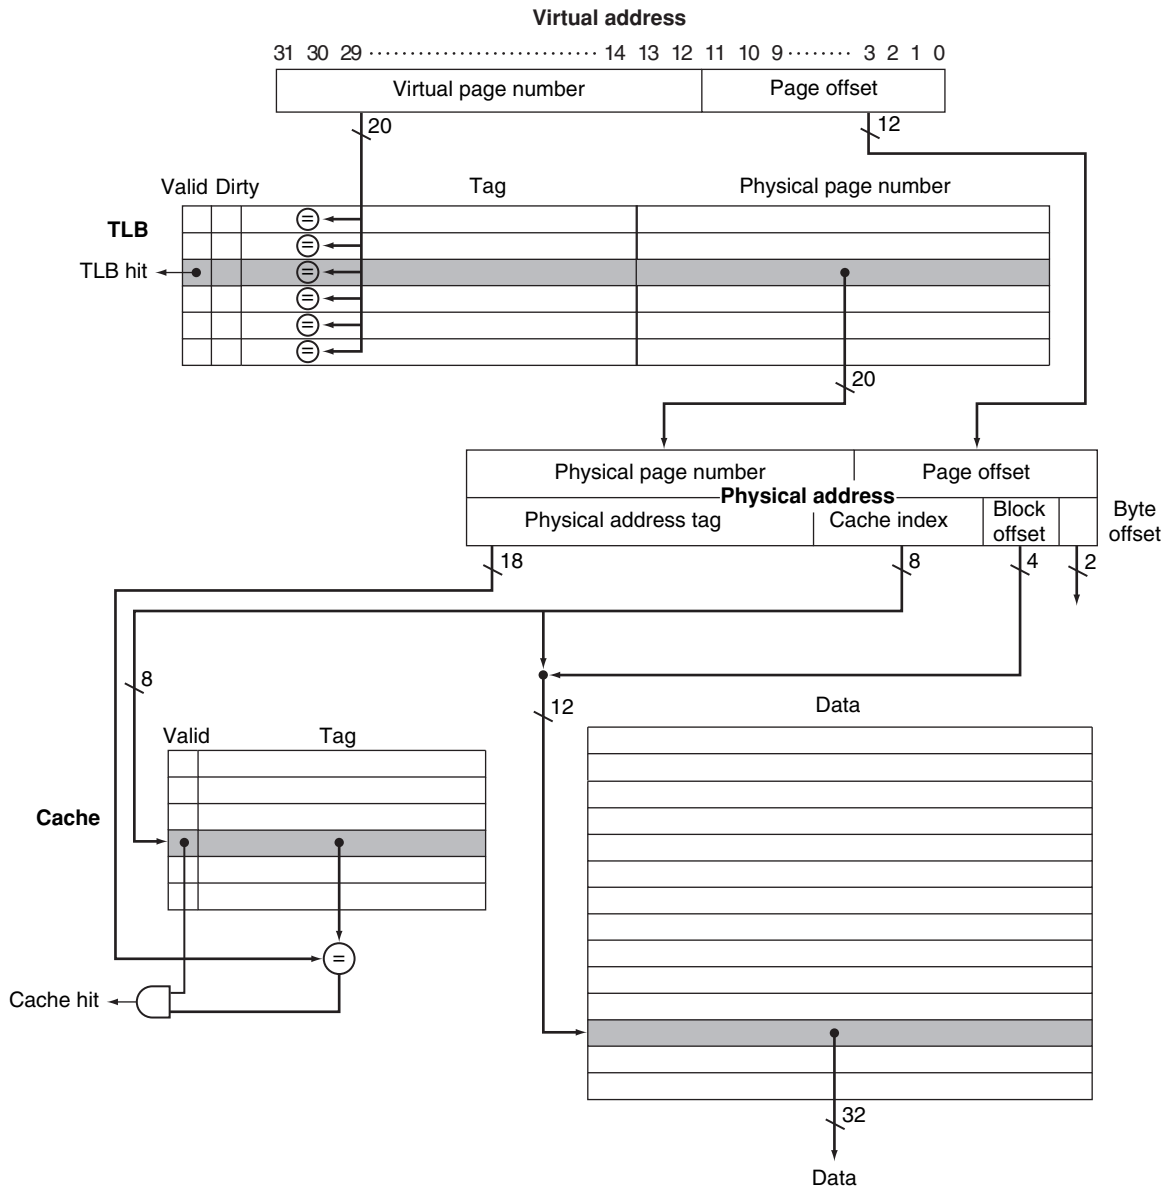 Virtual address
31 30 29 ···························· 14 13 12 11 10 9 ········ 3 2 1 0
Virtual page number Page offset
20 12
Valid Dirty Tag Physical page number
TLB
=
=
TLB hit =
=
=
=
20
Physical page number Page offset
Physical address
Physical address tag Cache index Block offset Byte offset
18 8 4 2
8
12
Data
Valid Tag
Cache
=
Cache hit
32
Data